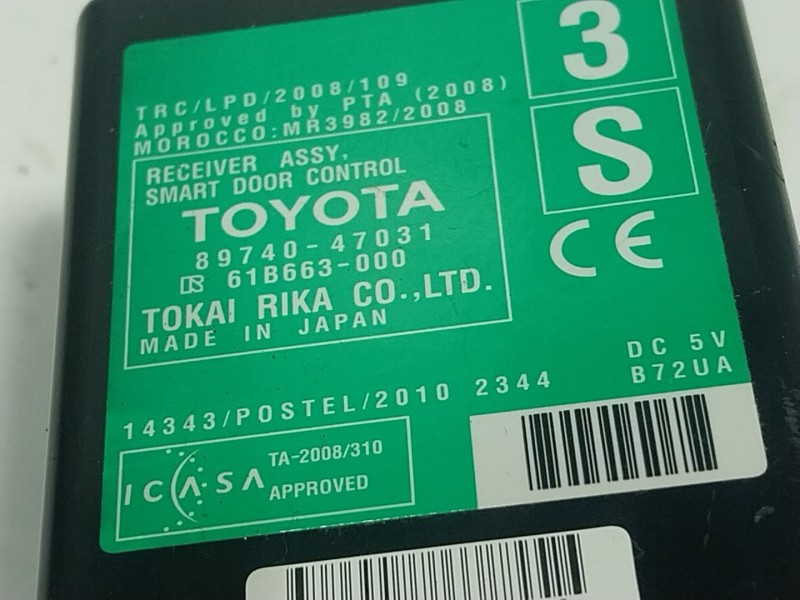 3
S
TRC/LPD/2008/109
Approved by PTA (2008)
MOROCCO:MR3982/2008
RECEIVER ASSY,
SMART DOOR CONTROL
TOYOTA
89740-47031
61B663-000
TOKAI RIKA CO.,LTD.
MADE IN JAPAN
CE
DC 5V
B72UA
14343/POSTEL/2010 2344
ICASA
TA-2008/310
APPROVED